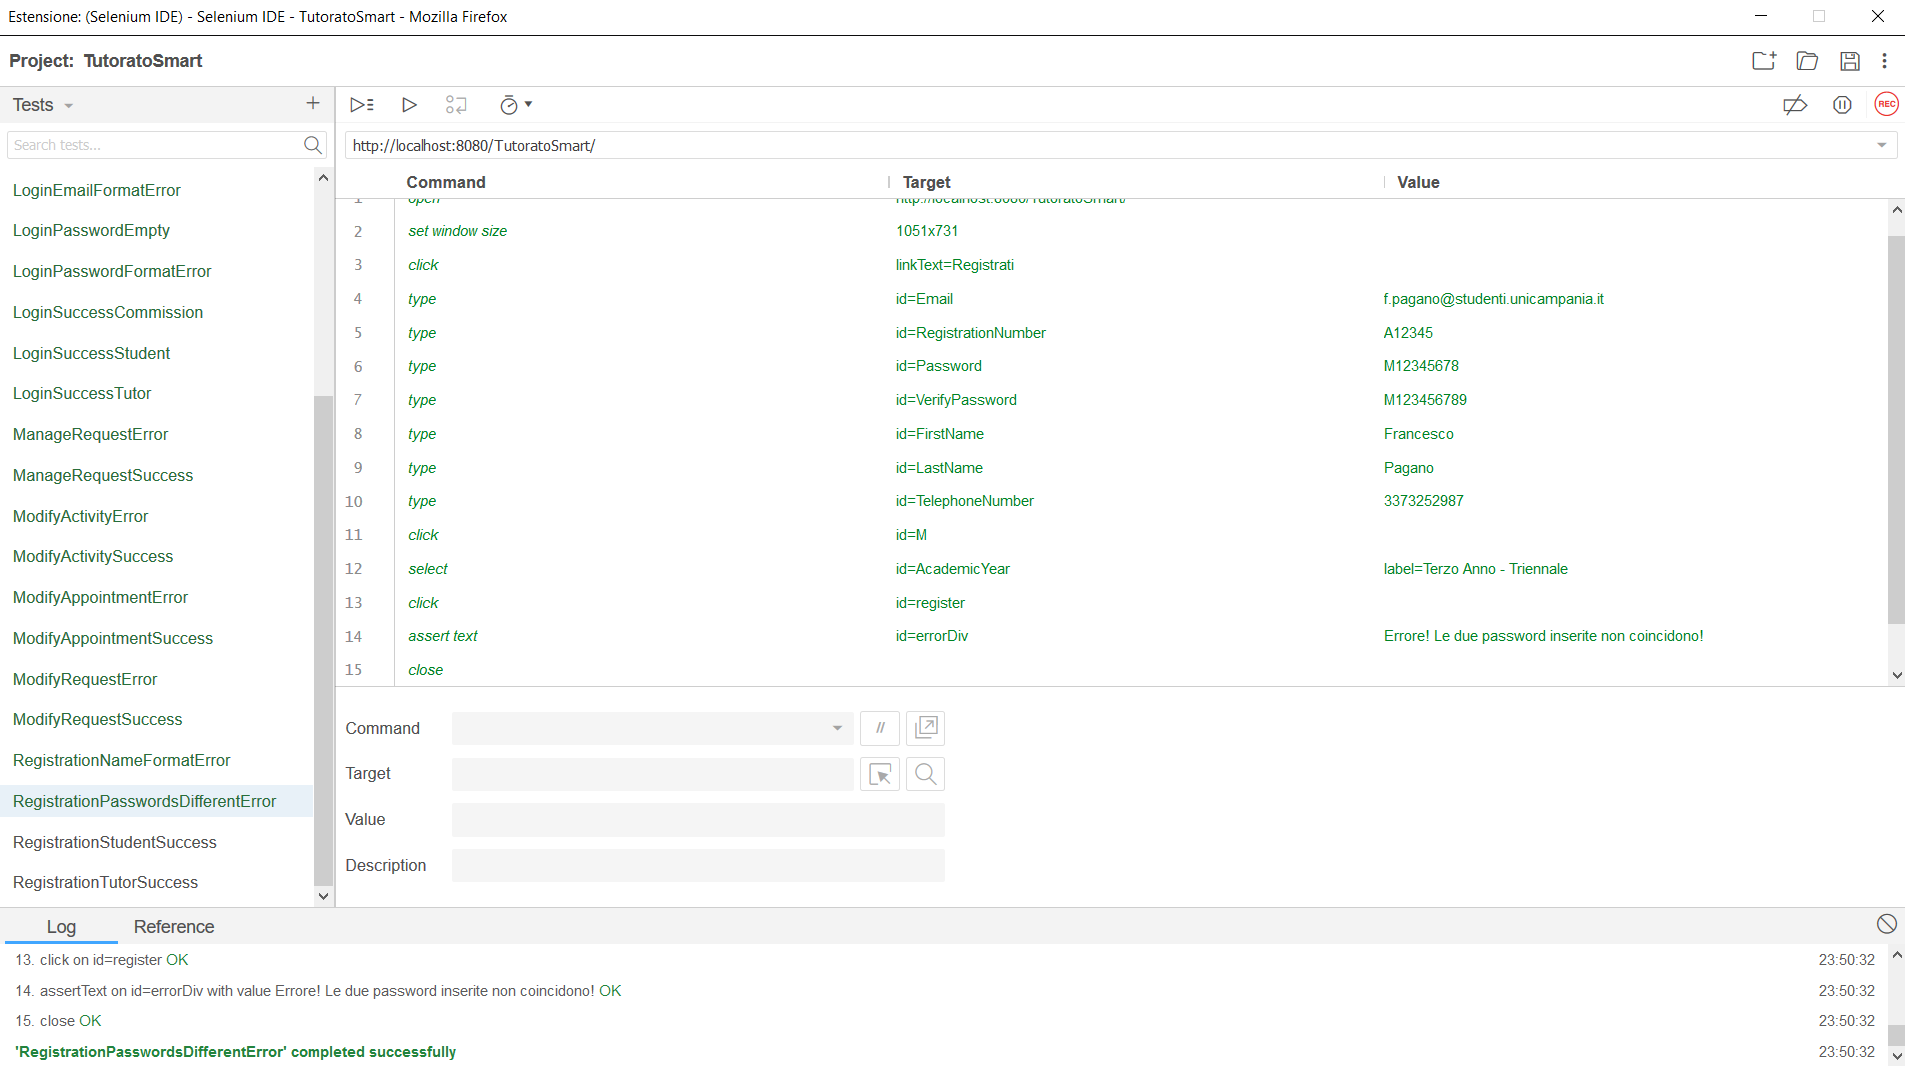 Estensione: (Selenium IDE) - Selenium IDE - TutoratoSmart - Mozilla Firefox
Project: TutoratoSmart
Tests
Search tests...
LoginEmailFormatError
LoginPasswordEmpty
LoginPasswordFormatError
LoginSuccessCommission
LoginSuccessStudent
LoginSuccessTutor
ManageRequestError
ManageRequestSuccess
ModifyActivityError
ModifyActivitySuccess
ModifyAppointmentError
ModifyAppointmentSuccess
ModifyRequestError
ModifyRequestSuccess
RegistrationNameFormatError
RegistrationPasswordsDifferentError
RegistrationStudentSuccess
RegistrationTutorSuccess
REC
http://localhost:8080/TutoratoSmart/
Command Target Value
1 open http://localhost:8080/TutoratoSmart/
2 set window size 1051x731
3 click linkText=Registrati
4 type id=Email f.pagano@studenti.unicampania.it
5 type id=RegistrationNumber A12345
6 type id=Password M12345678
7 type id=VerifyPassword M123456789
8 type id=FirstName Francesco
9 type id=LastName Pagano
10 type id=TelephoneNumber 3373252987
11 click id=M
12 select id=AcademicYear label=Terzo Anno - Triennale
13 click id=register
14 assert text id=errorDiv Errore! Le due password inserite non coincidono!
15 close
Command //
Target
Value
Description
Log Reference
13. click on id=register OK 23:50:32
14. assertText on id=errorDiv with value Errore! Le due password inserite non coincidono! OK 23:50:32
15. close OK 23:50:32
'RegistrationPasswordsDifferentError' completed successfully 23:50:32